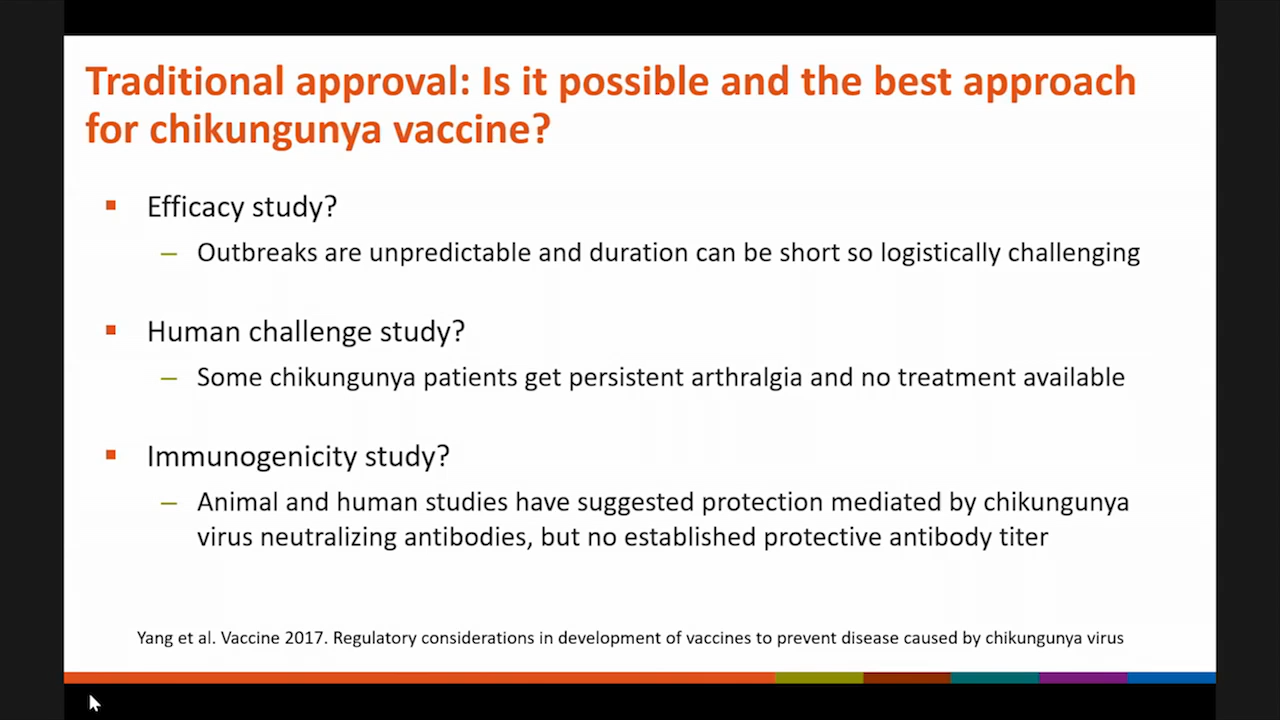 Traditional approval: Is it possible and the best approach
for chikungunya vaccine?
▪ Efficacy study?
– Outbreaks are unpredictable and duration can be short so logistically challenging
▪ Human challenge study?
– Some chikungunya patients get persistent arthralgia and no treatment available
▪ Immunogenicity study?
– Animal and human studies have suggested protection mediated by chikungunya
virus neutralizing antibodies, but no established protective antibody titer
Yang et al. Vaccine 2017. Regulatory considerations in development of vaccines to prevent disease caused by chikungunya virus